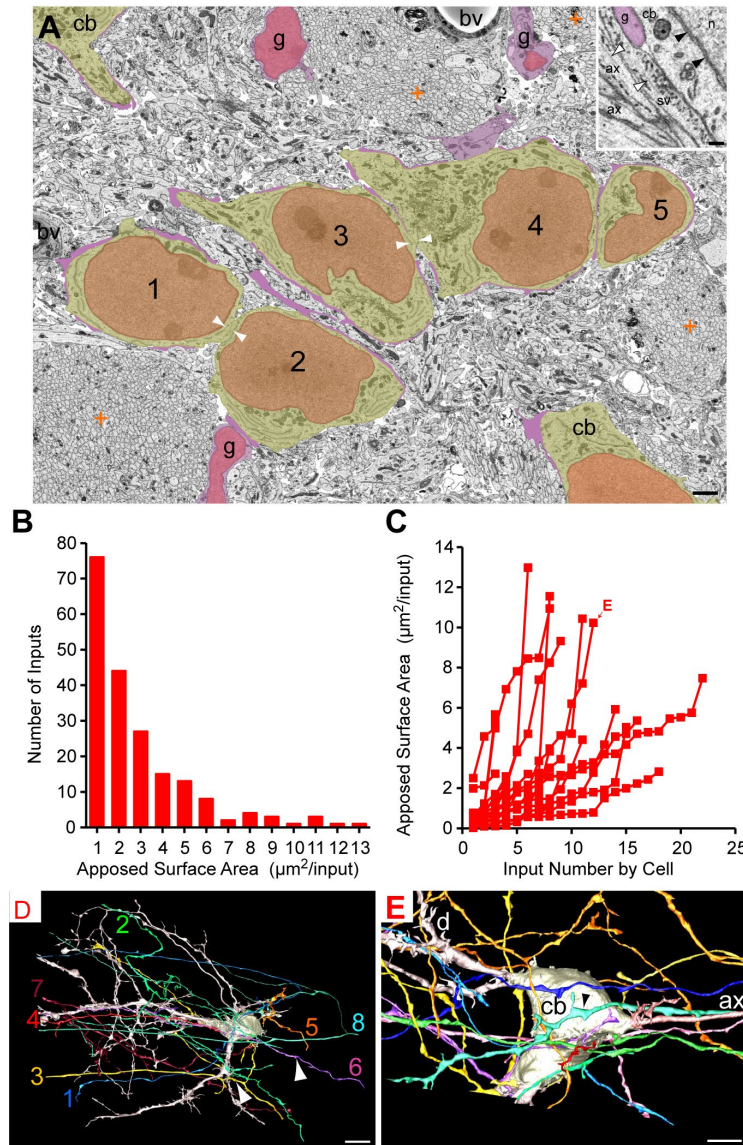 A
cb
g
bv
g
g
cb
n
ax
sv
ax
bv
1
2
3
4
5
g
cb
B
80
70
60
50
40
30
20
10
0
Number of Inputs
1 2 3 4 5 6 7 8 9 10 11 12 13
Apposed Surface Area (µm²/input)
C
14
12
10
8
6
4
2
0
Apposed Surface Area (µm²/input)
E
0 5 10 15 20 25
Input Number by Cell
D
2
7
4
3
1
5
8
6
E
d
cb
ax